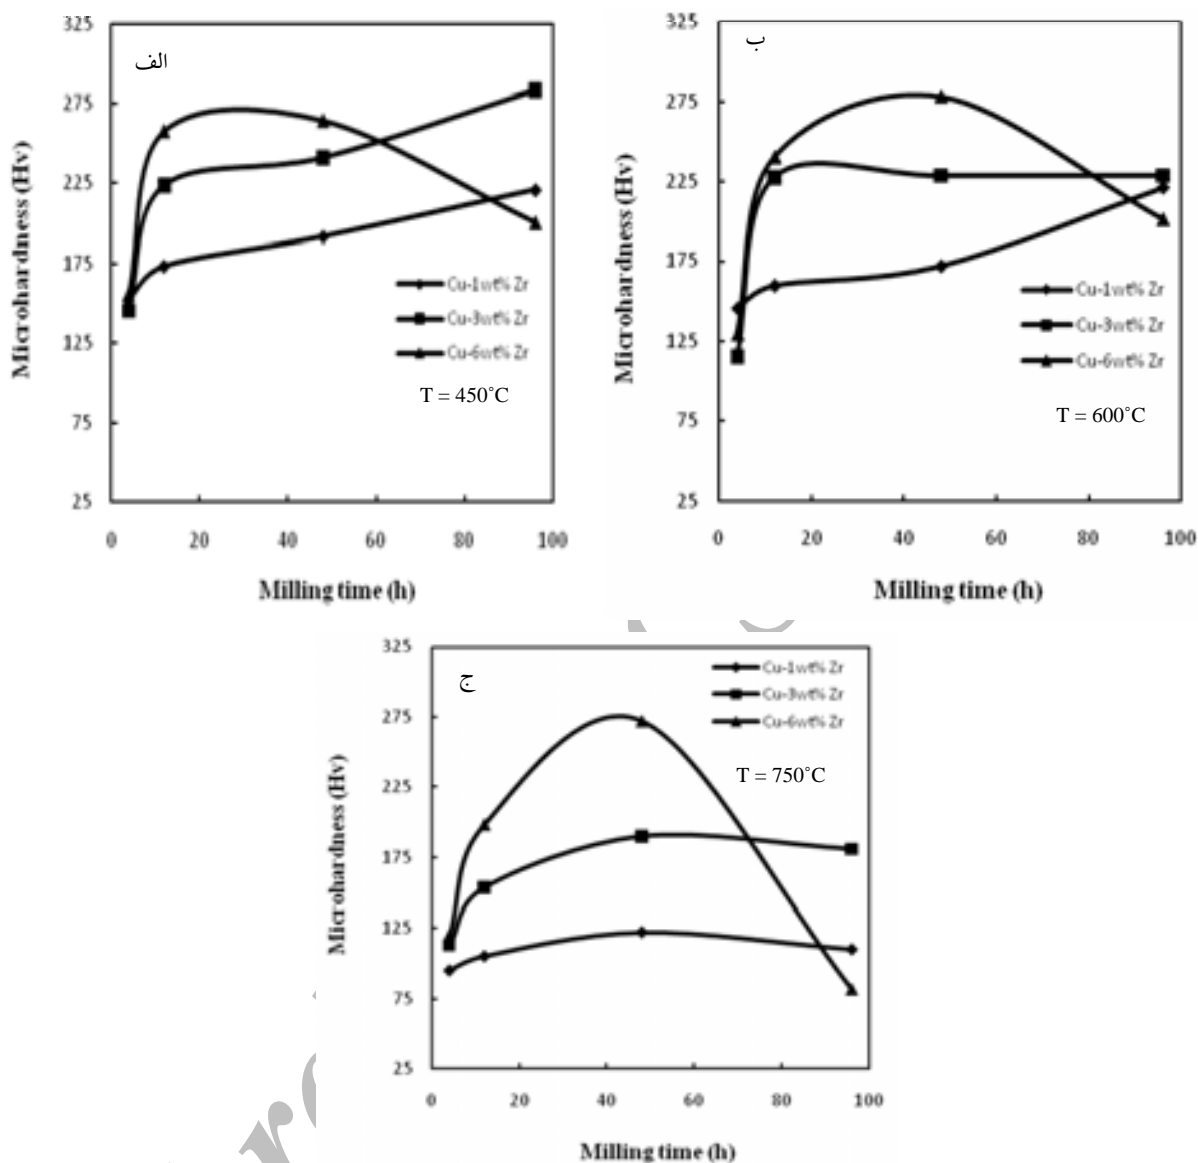 الف
325
275
225
175
125
75
25
Microhardness (Hv)
Cu-1wt% Zr
Cu-3wt% Zr
Cu-6wt% Zr
T = 450˚C
0 20 40 60 80 100
Milling time (h)
ب
325
275
225
175
125
75
25
Microhardness (Hv)
Cu-1wt% Zr
Cu-3wt% Zr
Cu-6wt% Zr
T = 600˚C
0 20 40 60 80 100
Milling time (h)
ج
325
275
225
175
125
75
25
Microhardness (Hv)
Cu-1wt% Zr
Cu-3wt% Zr
Cu-6wt% Zr
T = 750˚C
0 20 40 60 80 100
Milling time (h)